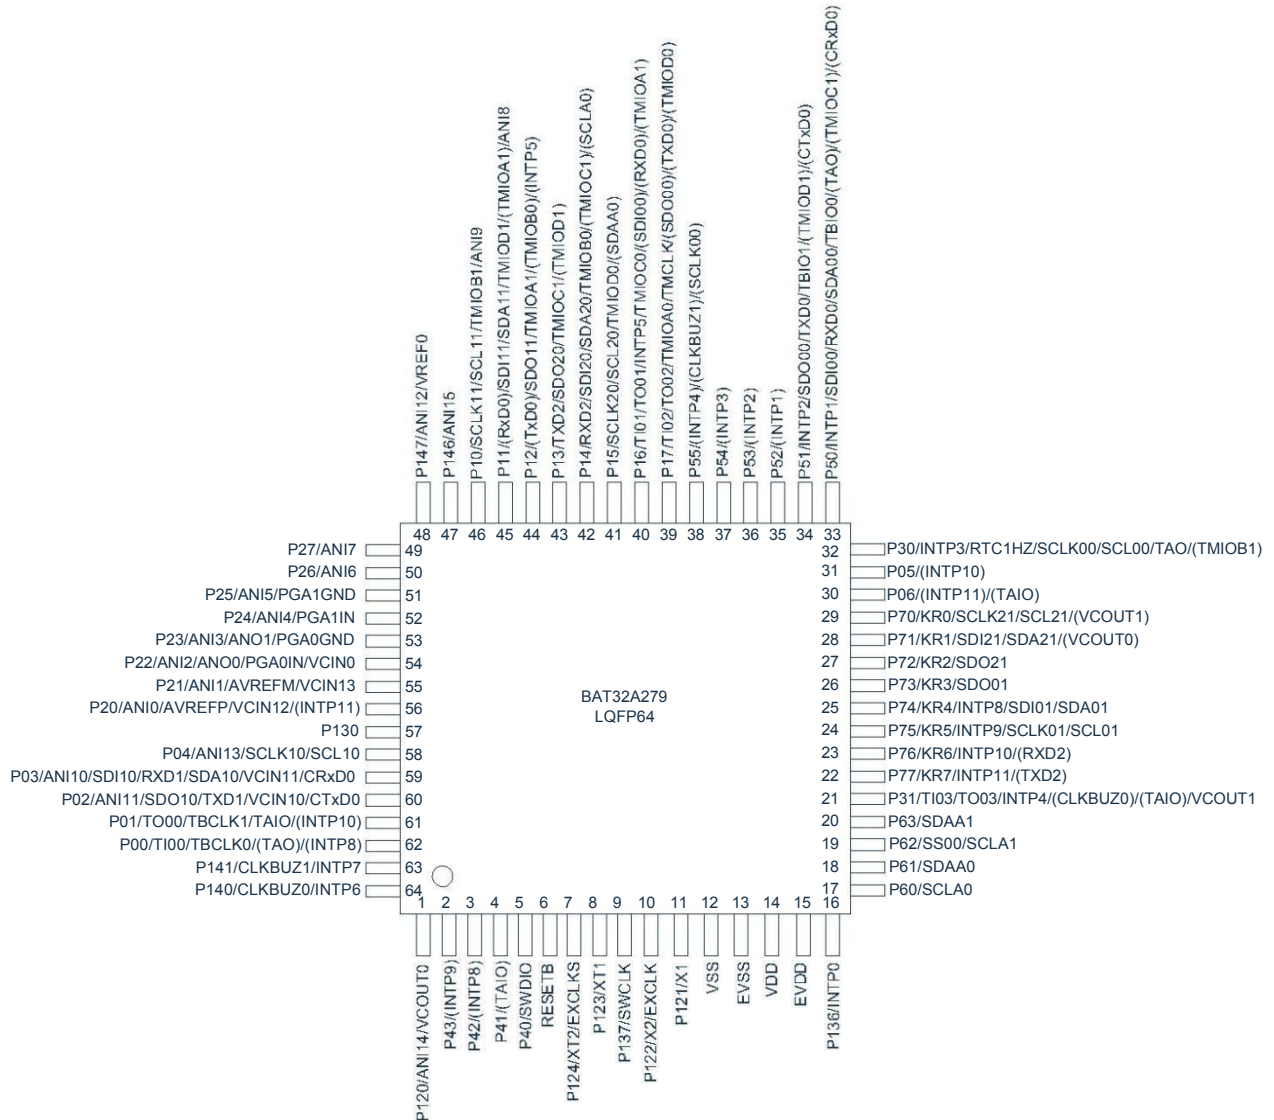 P147/ANI12/VREF0
P146/ANI15
P10/SCLK11/SCL11/TMIOB1/ANI9
P11/(RxD0)/SDI11/SDA11/TMIOD1/(TMIOA1)/ANI8
P12/(TxD0)/SDO11/TMIOA1/(TMIOB0)/(INTP5)
P13/TXD2/SDO20/TMIOC1/(TMIOD1)
P14/RXD2/SDI20/SDA20/TMIOB0/(TMIOC1)/(SCLA0)
P15/SCLK20/SCL20/TMIOD0/(SDAA0)
P16/TI01/TO01/INTP5/TMIOC0/(SDI00)/(RXD0)/(TMIOA1)
P17/TI02/TO02/TMIOA0/TMCLK/(SDO00)/(TXD0)/(TMIOD0)
P55/(INTP4)/(CLKBUZ1)/(SCLK00)
P54/(INTP3)
P53/(INTP2)
P52/(INTP1)
P51/INTP2/SDO00/TXD0/TBIO1/(TMIOD1)/(CTxD0)
P50/INTP1/SDI00/RXD0/SDA00/TBIO0/(TAO)/(TMIOC1)/(CRxD0)
48 47 46 45 44 43 42 41 40 39 38 37 36 35 34 33
P27/ANI7 49
P26/ANI6 50
P25/ANI5/PGA1GND 51
P24/ANI4/PGA1IN 52
P23/ANI3/ANO1/PGA0GND 53
P22/ANI2/ANO0/PGA0IN/VCIN0 54
P21/ANI1/AVREFM/VCIN13 55
P20/ANI0/AVREFP/VCIN12/(INTP11) 56
P130 57
P04/ANI13/SCLK10/SCL10 58
P03/ANI10/SDI10/RXD1/SDA10/VCIN11/CRxD0 59
P02/ANI11/SDO10/TXD1/VCIN10/CTxD0 60
P01/TO00/TBCLK1/TAIO/(INTP10) 61
P00/TI00/TBCLK0/(TAO)/(INTP8) 62
P141/CLKBUZ1/INTP7 63
P140/CLKBUZ0/INTP6 64
BAT32A279
LQFP64
32 P30/INTP3/RTC1HZ/SCLK00/SCL00/TAO/(TMIOB1)
31 P05/(INTP10)
30 P06/(INTP11)/(TAIO)
29 P70/KR0/SCLK21/SCL21/(VCOUT1)
28 P71/KR1/SDI21/SDA21/(VCOUT0)
27 P72/KR2/SDO21
26 P73/KR3/SDO01
25 P74/KR4/INTP8/SDI01/SDA01
24 P75/KR5/INTP9/SCLK01/SCL01
23 P76/KR6/INTP10/(RXD2)
22 P77/KR7/INTP11/(TXD2)
21 P31/TI03/TO03/INTP4/(CLKBUZ0)/(TAIO)/VCOUT1
20 P63/SDAA1
19 P62/SS00/SCLA1
18 P61/SDAA0
17 P60/SCLA0
1 2 3 4 5 6 7 8 9 10 11 12 13 14 15 16
P120/ANI14/VCOUT0
P43/(INTP9)
P42/(INTP8)
P41/(TAIO)
P40/SWDIO
RESETB
P124/XT2/EXCLKS
P123/XT1
P137/SWCLK
P122/X2/EXCLK
P121/X1
VSS
EVSS
VDD
EVDD
P136/INTP0